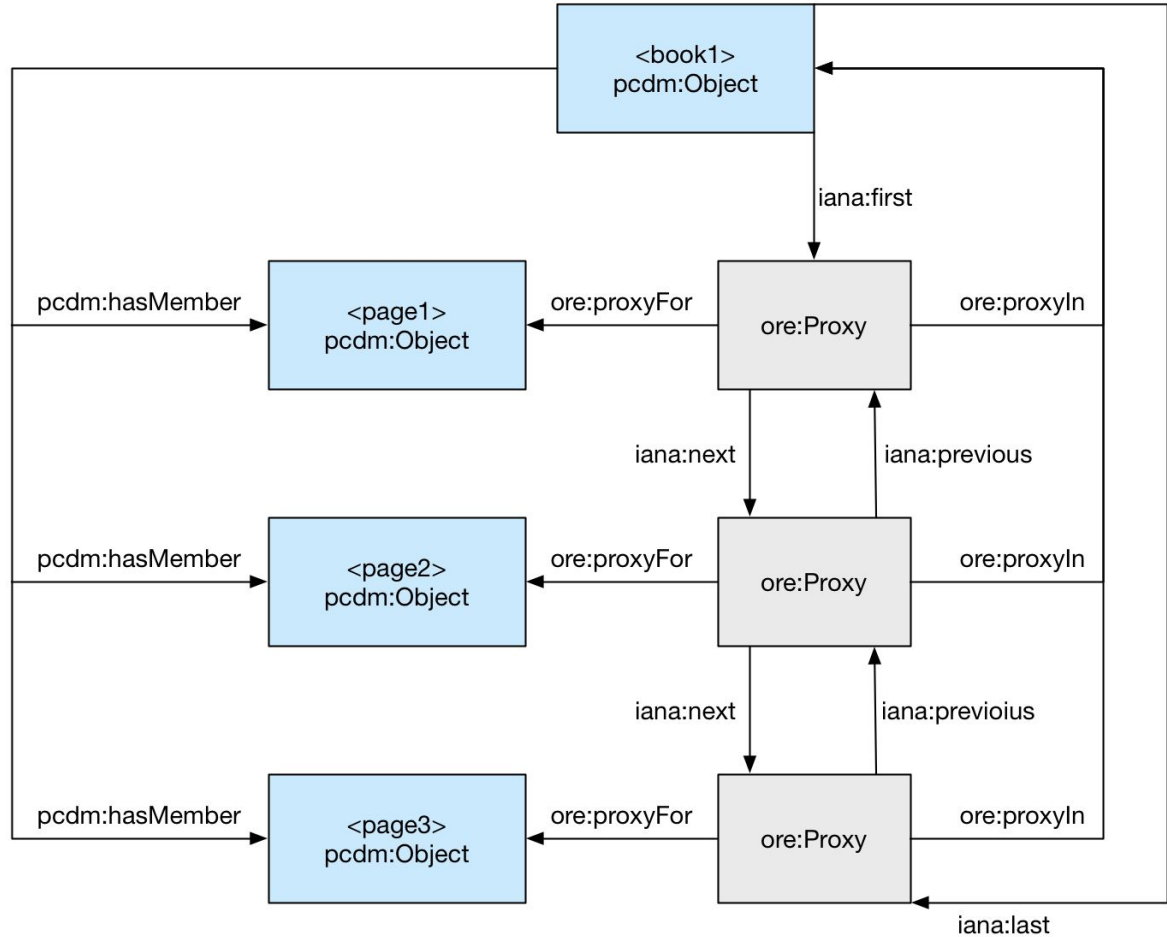 <book1>
pcdm:Object
iana:first
pcdm:hasMember
<page1>
pcdm:Object
ore:proxyFor
ore:Proxy
ore:proxyIn
iana:next
iana:previous
pcdm:hasMember
<page2>
pcdm:Object
ore:proxyFor
ore:Proxy
ore:proxyIn
iana:next
iana:previoius
pcdm:hasMember
<page3>
pcdm:Object
ore:proxyFor
ore:Proxy
ore:proxyIn
iana:last